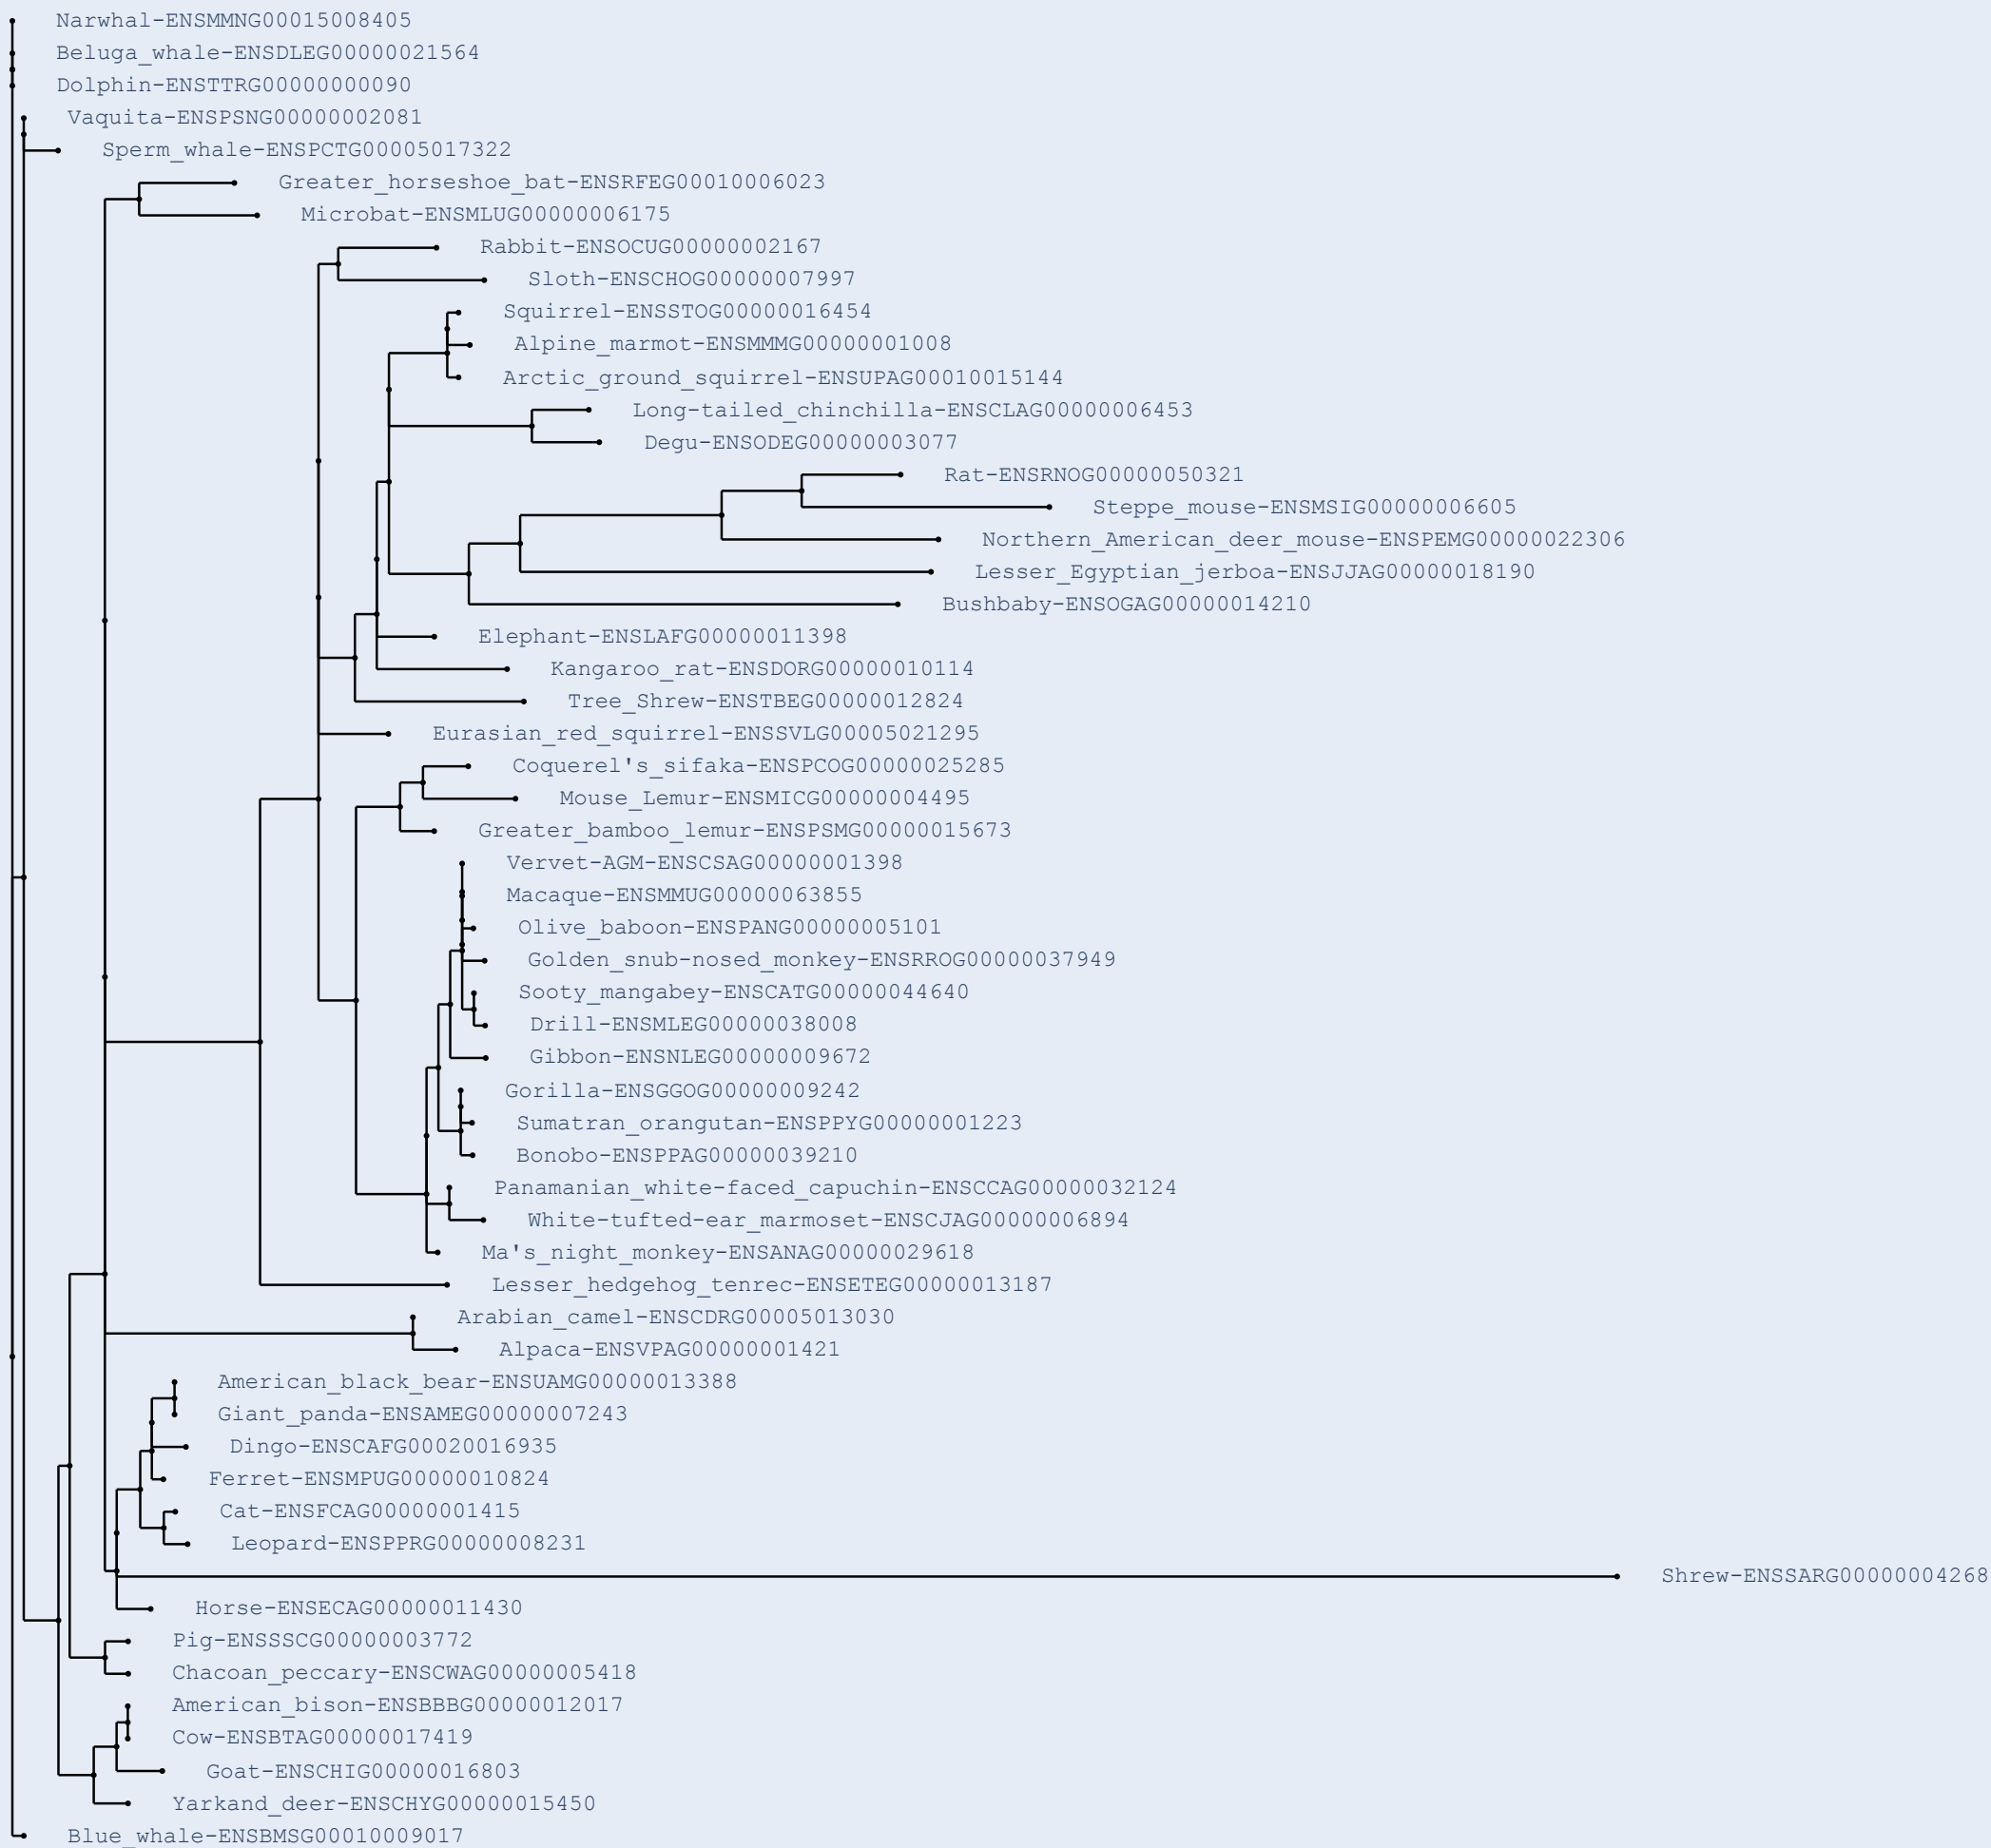 Narwhal-ENSMMNG00015008405
Beluga_whale-ENSDLEG00000021564
Dolphin-ENSTTRG00000000090
Vaquita-ENSPSNG00000002081
Sperm_whale-ENSPCTG00005017322
Greater_horseshoe_bat-ENSRFEG00010006023
Microbat-ENSMLUG00000006175
Rabbit-ENSOCUG00000002167
Sloth-ENSCHOG00000007997
Squirrel-ENSSTOG00000016454
Alpine_marmot-ENSMMMG00000001008
Arctic_ground_squirrel-ENSUPAG00010015144
Long-tailed_chinchilla-ENSCLAG00000006453
Degu-ENSODEG00000003077
Rat-ENSRNOG00000050321
Steppe_mouse-ENSMSIG00000006605
Northern_American_deer_mouse-ENSPEMG00000022306
Lesser_Egyptian_jerboa-ENSJJAG00000018190
Bushbaby-ENSOGAG00000014210
Elephant-ENSLAFG00000011398
Kangaroo_rat-ENSDORG00000010114
Tree_Shrew-ENSTBEG00000012824
Eurasian_red_squirrel-ENSSVLG00005021295
Coquerel's_sifaka-ENSPCOG00000025285
Mouse_Lemur-ENSMICG00000004495
Greater_bamboo_lemur-ENSPSMG00000015673
Vervet-AGM-ENSCSAG00000001398
Macaque-ENSMMUG00000063855
Olive_baboon-ENSPANG00000005101
Golden_snub-nosed_monkey-ENSRROG00000037949
Sooty_mangabey-ENSCATG00000044640
Drill-ENSMLEG00000038008
Gibbon-ENSNLEG00000009672
Gorilla-ENSGGOG00000009242
Sumatran_orangutan-ENSPPYG00000001223
Bonobo-ENSPPAG00000039210
Panamanian_white-faced_capuchin-ENSCCAG00000032124
White-tufted-ear_marmoset-ENSCJAG00000006894
Ma's_night_monkey-ENSANAG00000029618
Lesser_hedgehog_tenrec-ENSETEG00000013187
Arabian_camel-ENSCDRG00005013030
Alpaca-ENSVPAG00000001421
American_black_bear-ENSUAMG00000013388
Giant_panda-ENSAMEG00000007243
Dingo-ENSCAFG00020016935
Ferret-ENSMPUG00000010824
Cat-ENSFCAG00000001415
Leopard-ENSPPRG00000008231
Shrew-ENSSARG00000004268
Horse-ENSECAG00000011430
Pig-ENSSSCG00000003772
Chacoan_peccary-ENSCWAG00000005418
American_bison-ENSBBBG00000012017
Cow-ENSBTAG00000017419
Goat-ENSCHIG00000016803
Yarkand_deer-ENSCHYG00000015450
Blue_whale-ENSBMSG00010009017